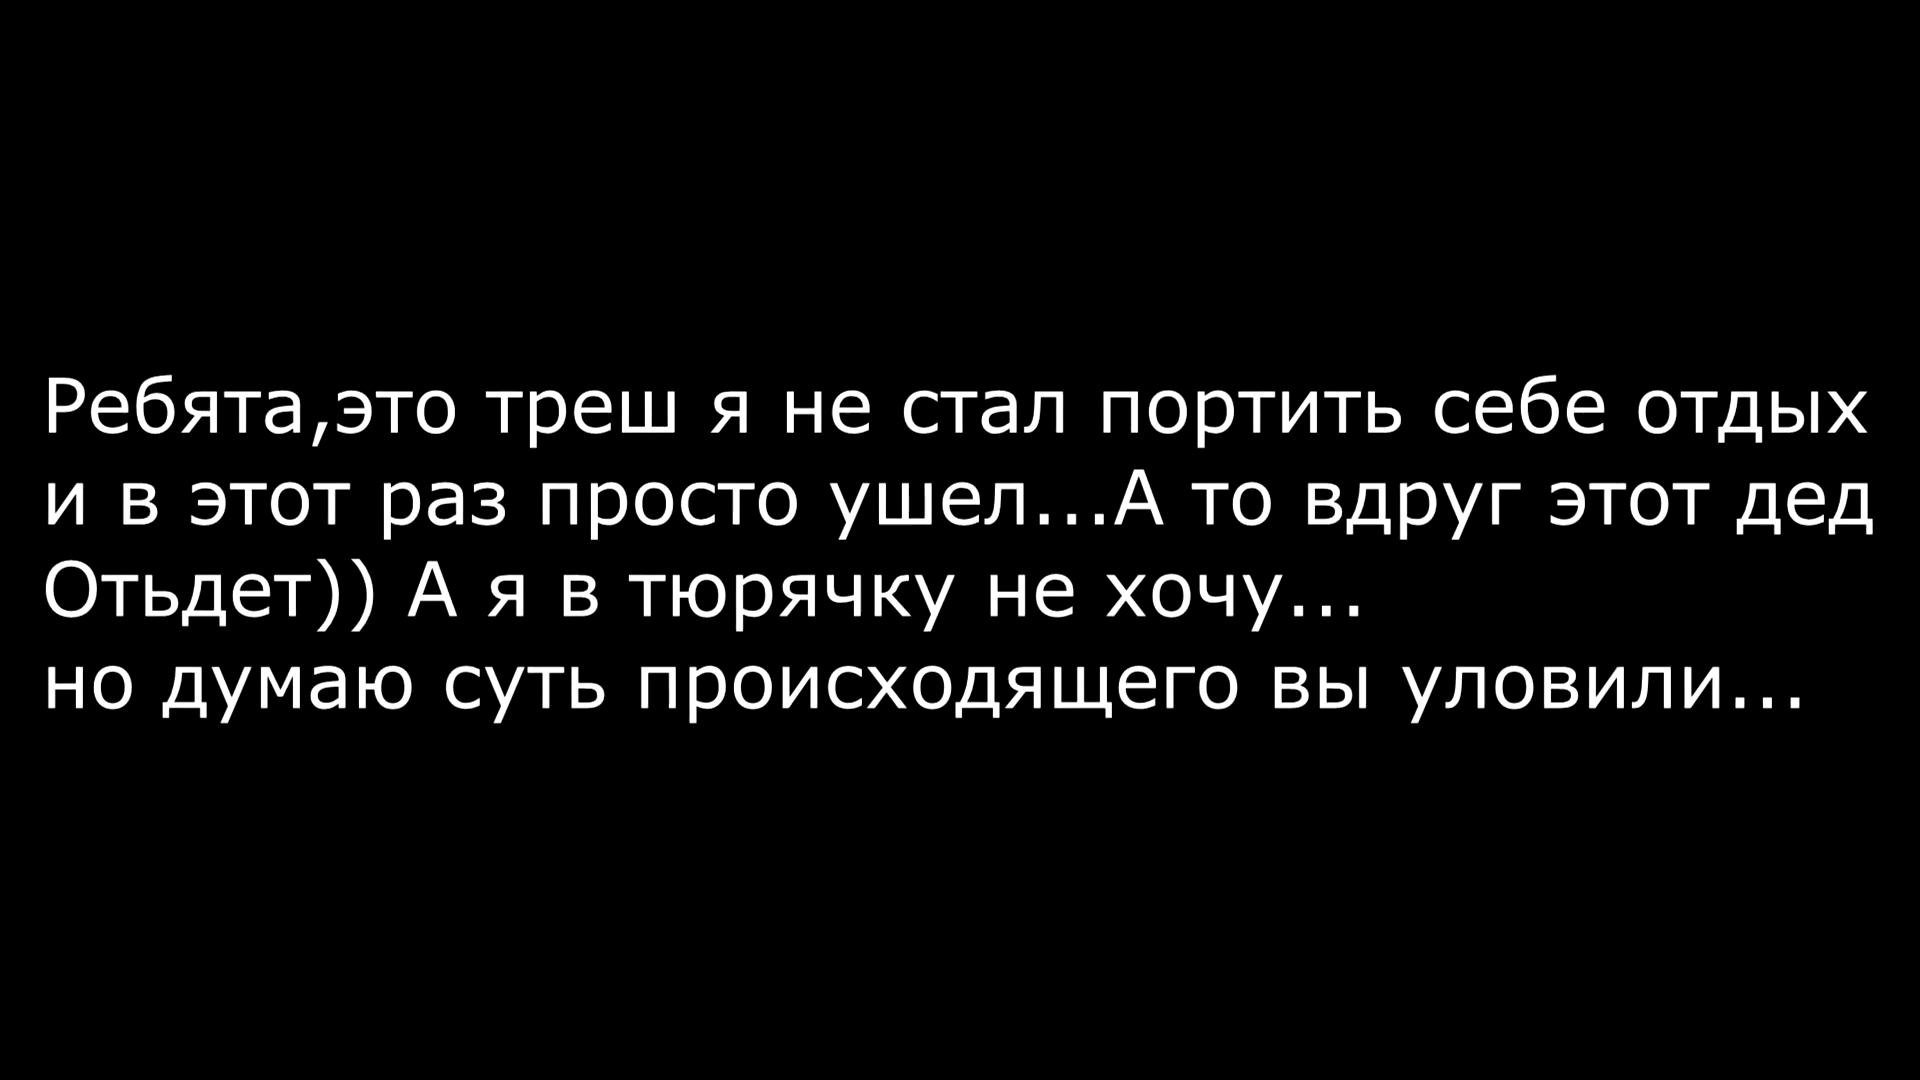 Ребята,это треш я не стал портить себе отдых
и в этот раз просто ушел...А то вдруг этот дед
Отьдет)) А я в тюрячку не хочу...
но думаю суть происходящего вы уловили...